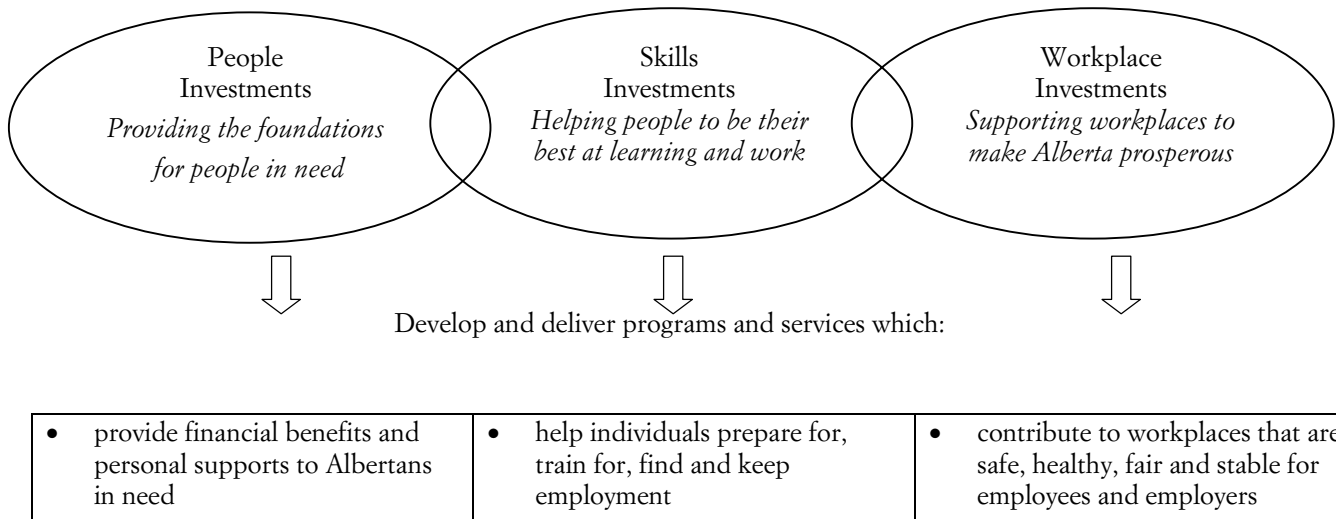 People
Investments
Providing the foundations
for people in need
Skills
Investments
Helping people to be their
best at learning and work
Workplace
Investments
Supporting workplaces to
make Alberta prosperous
Develop and deliver programs and services which:
• provide financial benefits and
personal supports to Albertans
in need
• help individuals prepare for,
train for, find and keep
employment
• contribute to workplaces that are
safe, healthy, fair and stable for
employees and employers